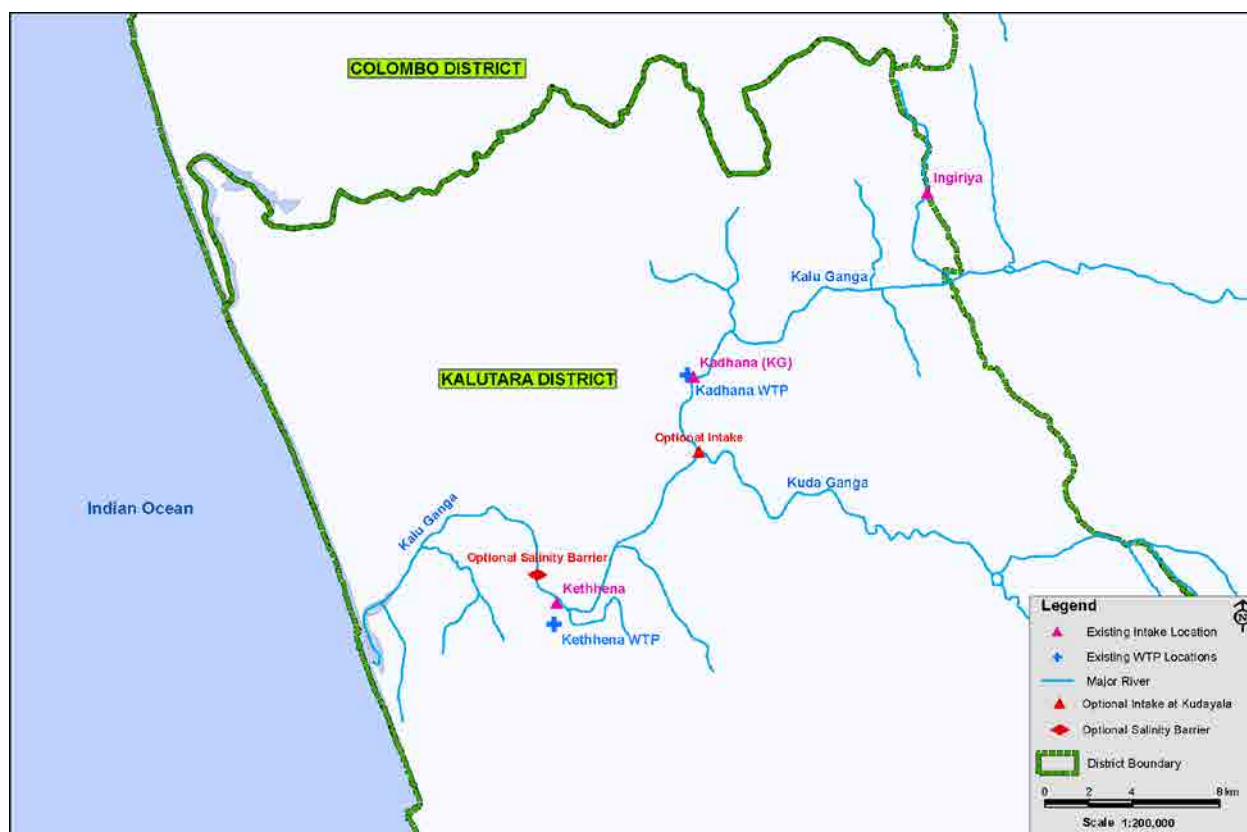 COLOMBO DISTRICT
Ingiriya
Kalu Ganga
Kadhana (KG)
KALUTARA DISTRICT
Kadhana WTP
Optional Intake
Kuda Ganga
Indian Ocean
Kalu Ganga
Optional Salinity Barrier
Kethhena
Kethhena WTP
Legend
N
Existing Intake Location
Existing WTP Locations
Major River
Optional Intake at Kudayala
Optional Salinity Barrier
District Boundary
0 2 4 8 km
Scale 1:200,000